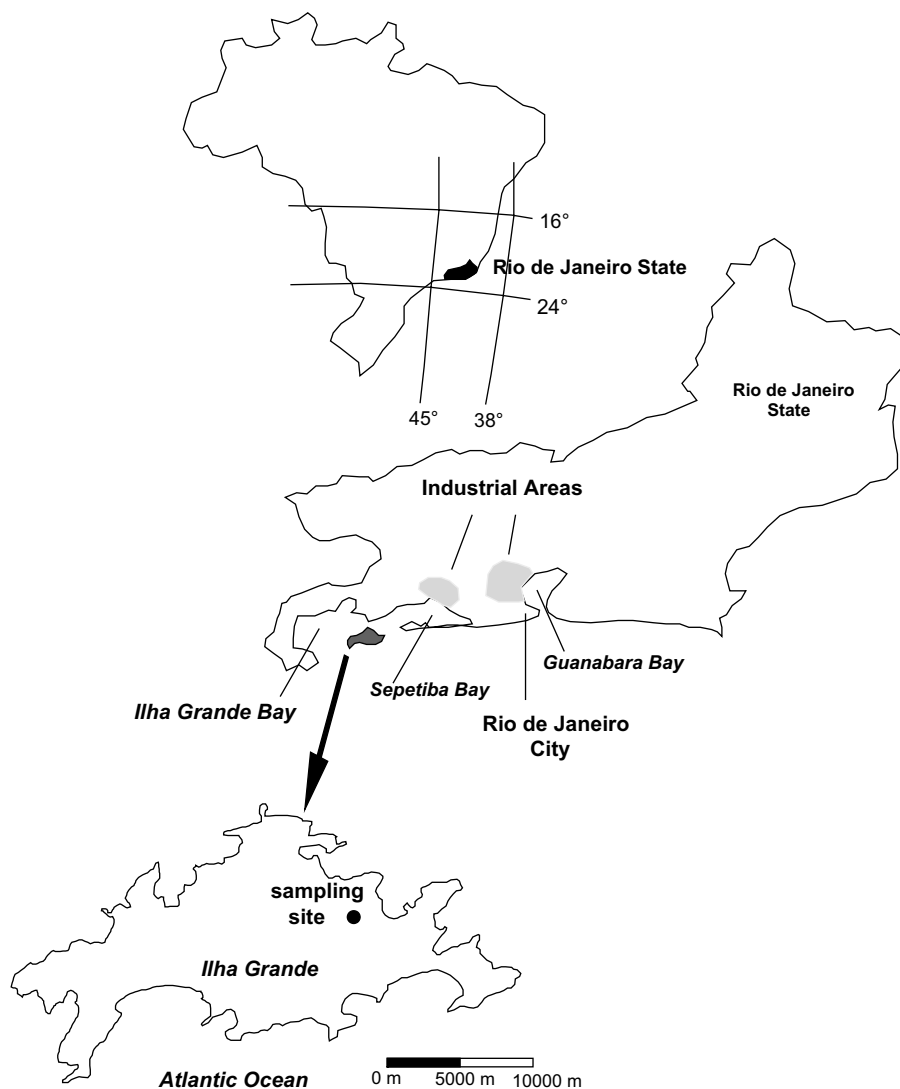 16°
Rio de Janeiro State
24°
45°
38°
Rio de Janeiro
State
Industrial Areas
Guanabara Bay
Sepetiba Bay
Ilha Grande Bay
Rio de Janeiro
City
sampling
site
Ilha Grande
Atlantic Ocean
0 m 5000 m 10000 m